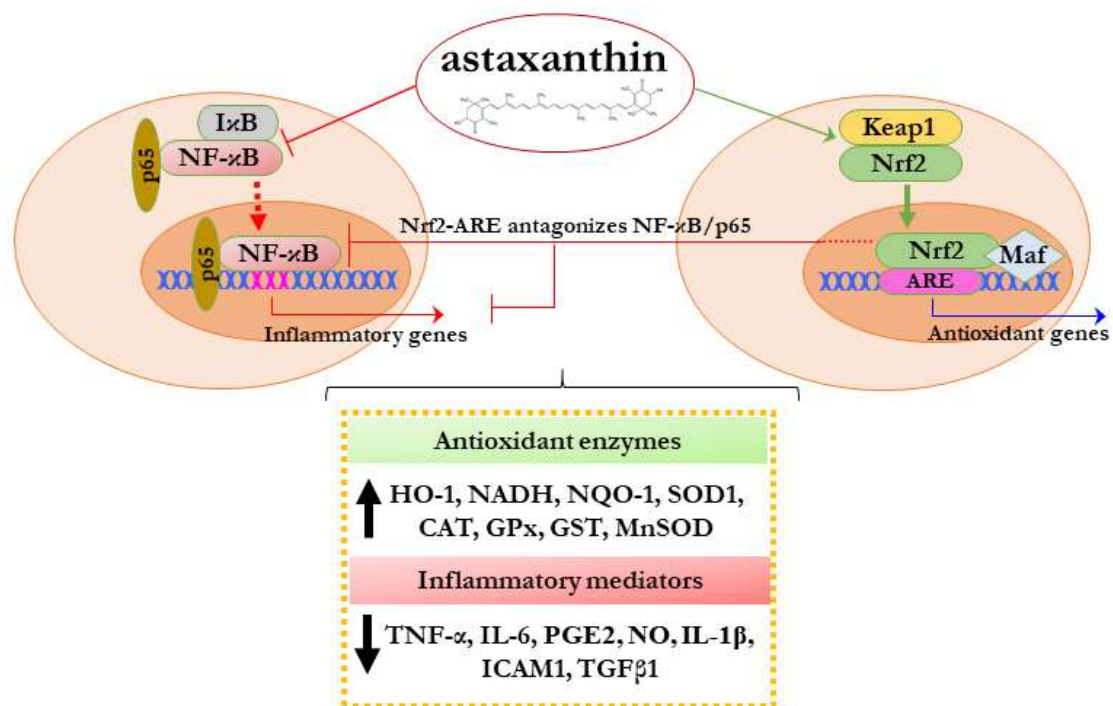 astaxanthin
IϰB
NF-ϰB
p65
Keap1
Nrf2
Nrf2-ARE antagonizes NF-ϰB/p65
NF-ϰB
p65
Nrf2
Maf
ARE
Inflammatory genes
Antioxidant genes
Antioxidant enzymes
HO-1, NADH, NQO-1, SOD1,
CAT, GPx, GST, MnSOD
Inflammatory mediators
TNF-α, IL-6, PGE2, NO, IL-1β,
ICAM1, TGFβ1